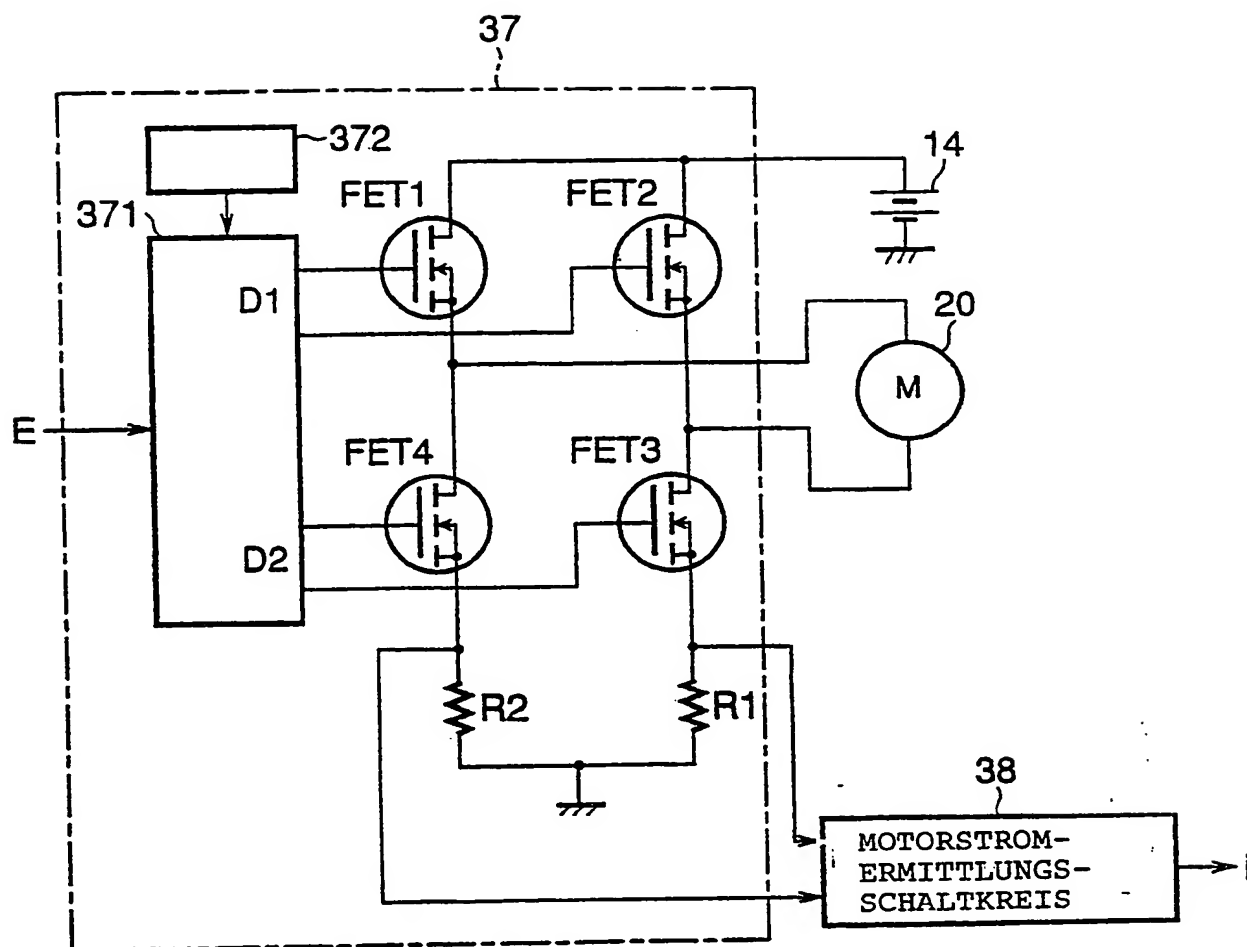 37
372
14
FET1
FET2
371
D1
20
M
E
FET4
FET3
D2
R2
R1
38
MOTORSTROM-
ERMITTLUNGS-
SCHALTKREIS